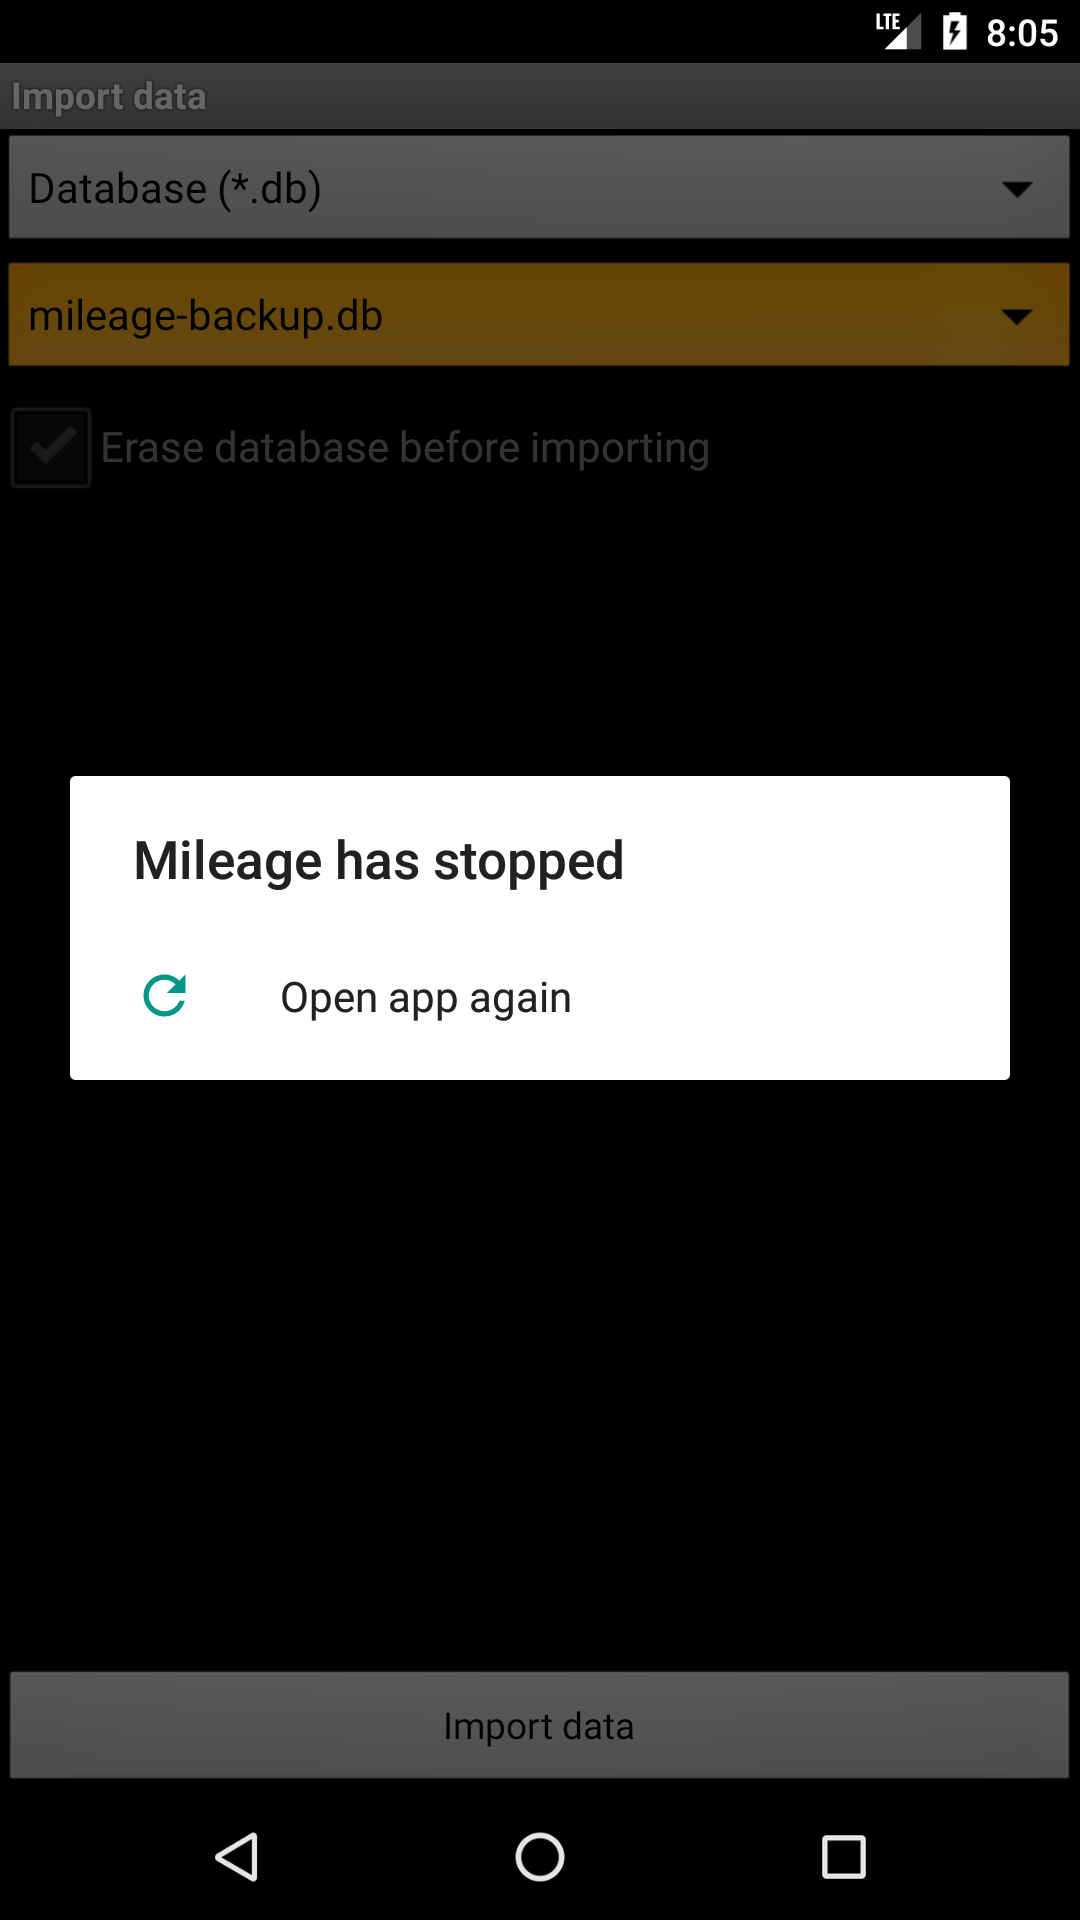 LTE 8:05
Import data
Database (*.db)
mileage-backup.db
Erase database before importing
Mileage has stopped
Open app again
Import data